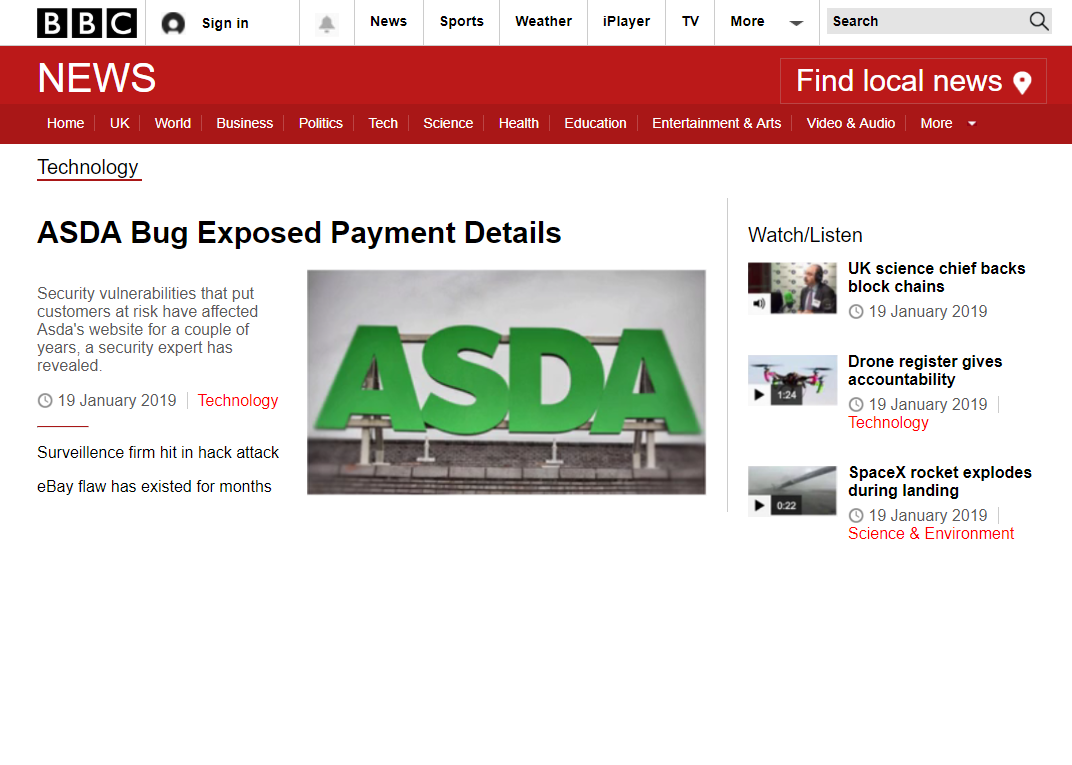 BBC
Sign in
News
Sports
Weather
iPlayer
TV
More
Search
NEWS
Find local news
Home
UK
World
Business
Politics
Tech
Science
Health
Education
Entertainment & Arts
Video & Audio
More
Technology
ASDA Bug Exposed Payment Details
Security vulnerabilities that put
customers at risk have affected
Asda's website for a couple of
years, a security expert has
revealed.
19 January 2019
Technology
Surveillence firm hit in hack attack
eBay flaw has existed for months
ASDA
Watch/Listen
UK science chief backs
block chains
19 January 2019
1:24
Drone register gives
accountability
19 January 2019
Technology
0:22
SpaceX rocket explodes
during landing
19 January 2019
Science & Environment